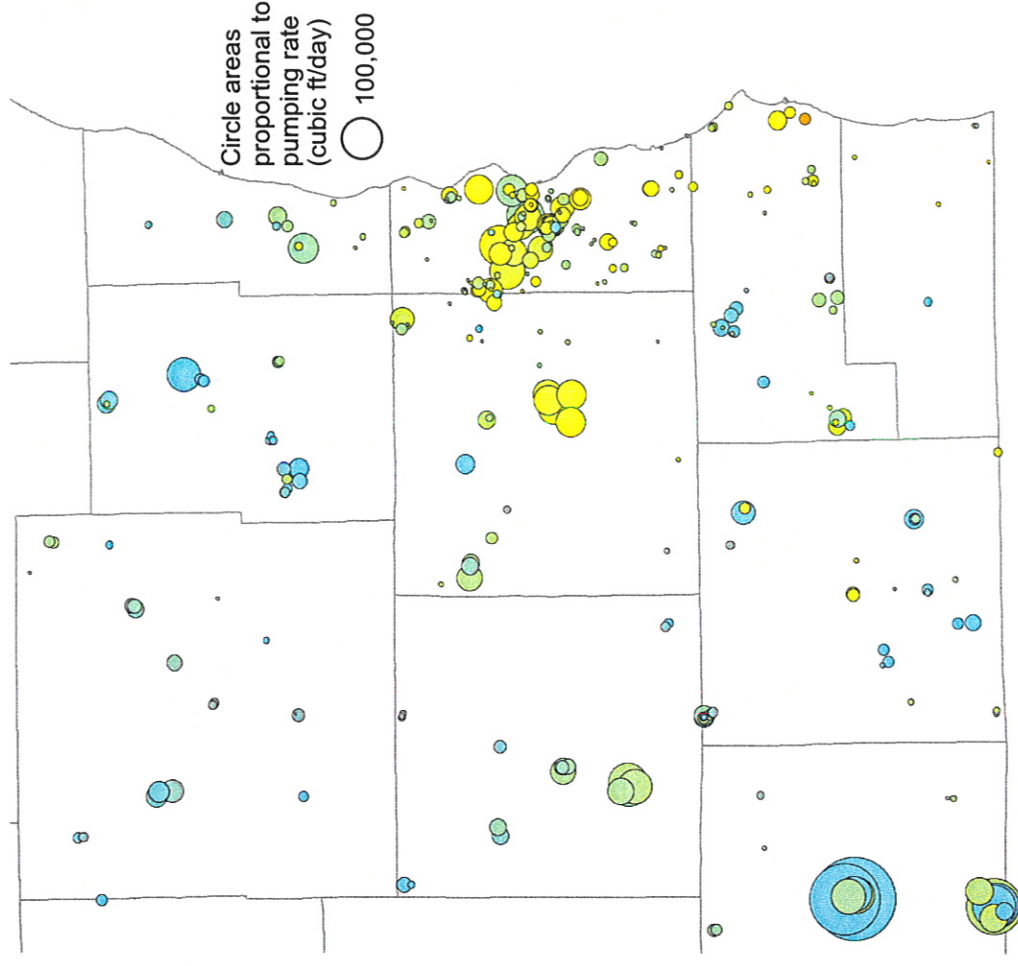 Circle areas
proportional to
pumping rate
(cubic ft/day)
100,000